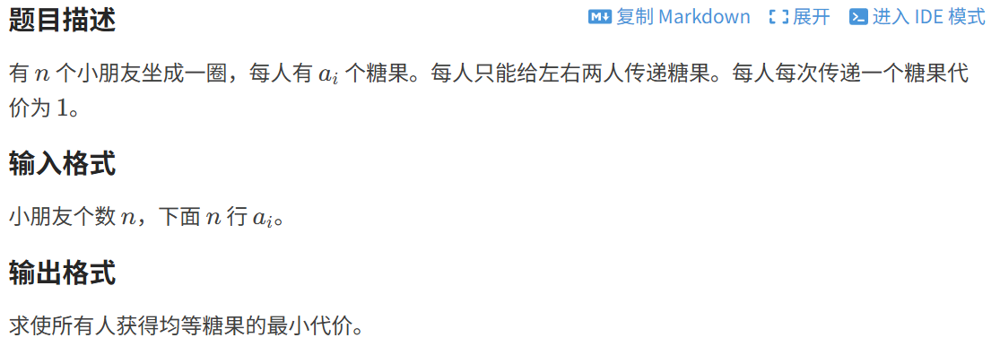 题目描述
复制 Markdown 展开 进入 IDE 模式
有 n 个小朋友坐成一圈，每人有 aᵢ 个糖果。每人只能给左右两人传递糖果。每人每次传递一个糖果代
价为 1。
输入格式
小朋友个数 n，下面 n 行 aᵢ。
输出格式
求使所有人获得均等糖果的最小代价。